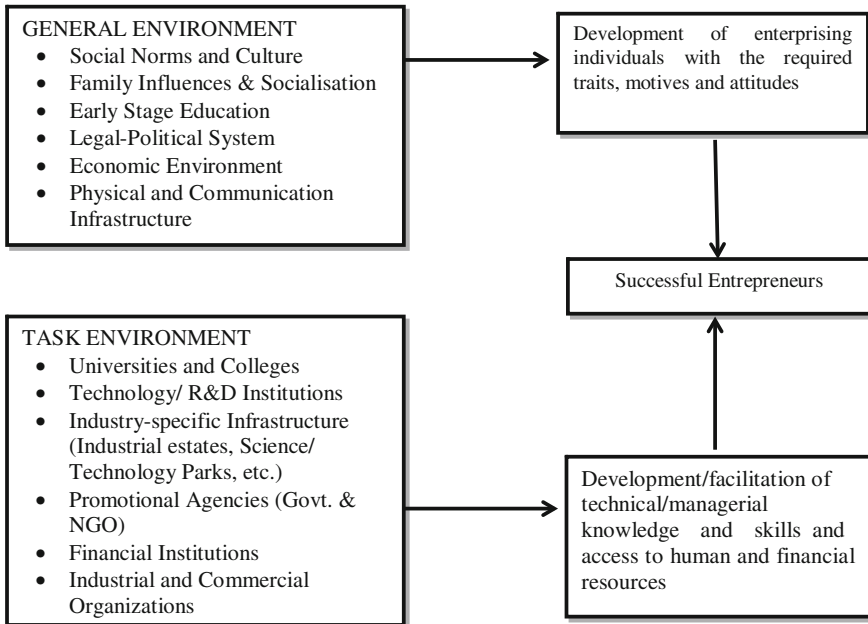 GENERAL ENVIRONMENT
• Social Norms and Culture
• Family Influences & Socialisation
• Early Stage Education
• Legal-Political System
• Economic Environment
• Physical and Communication
Infrastructure
Development of enterprising
individuals with the required
traits, motives and attitudes
Successful Entrepreneurs
TASK ENVIRONMENT
• Universities and Colleges
• Technology/ R&D Institutions
• Industry-specific Infrastructure
(Industrial estates, Science/
Technology Parks, etc.)
• Promotional Agencies (Govt. &
NGO)
• Financial Institutions
• Industrial and Commercial
Organizations
Development/facilitation of
technical/managerial
knowledge and skills and
access to human and financial
resources